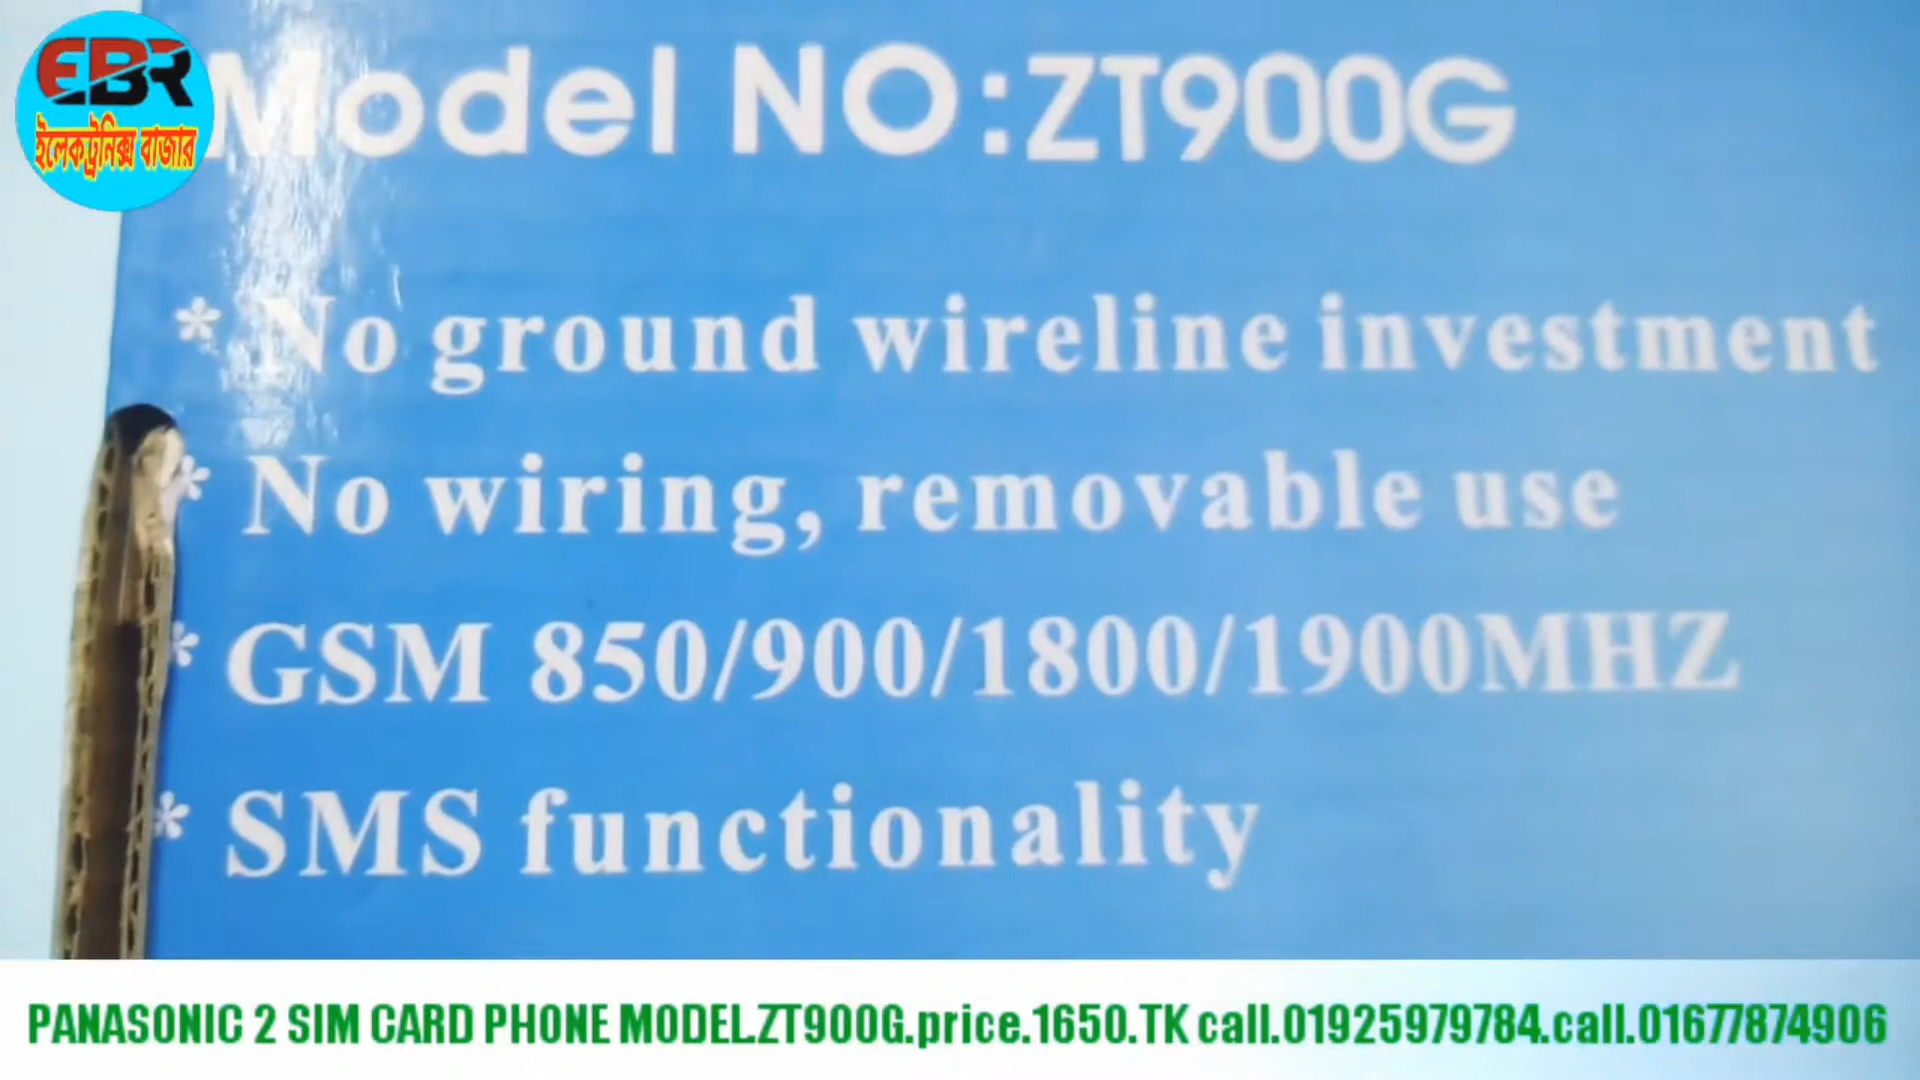 EBR
ইলেকট্রনিক্স বাজার
Model NO:ZT900G
* No ground wireline investment
* No wiring, removable use
* GSM 850/900/1800/1900MHZ
* SMS functionality
PANASONIC 2 SIM CARD PHONE MODEL.ZT900G.price.1650.TK call.01925979784.call.01677874906